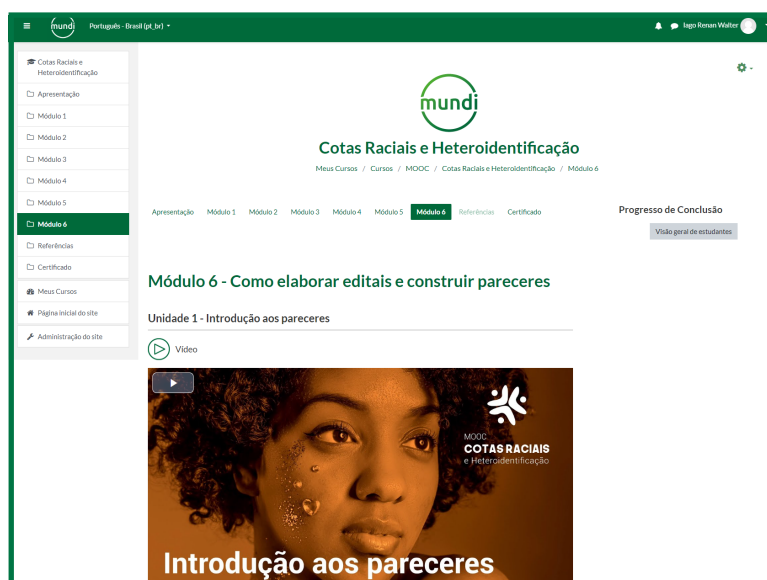 mundi
Português - Brasil (pt_br)
Iago Renan Walter
Cotas Raciais e
Heteroidentificação
Apresentação
Módulo 1
Módulo 2
Módulo 3
Módulo 4
Módulo 5
Módulo 6
Referências
Certificado
Meus Cursos
Página inicial do site
Administração do site
mundi
Cotas Raciais e Heteroidentificação
Meus Cursos / Cursos / MOOC / Cotas Raciais e Heteroidentificação / Módulo 6
Apresentação Módulo 1 Módulo 2 Módulo 3 Módulo 4 Módulo 5 Módulo 6 Referências Certificado
Progresso de Conclusão
Visão geral de estudantes
Módulo 6 - Como elaborar editais e construir pareceres
Unidade 1 - Introdução aos pareceres
Vídeo
MOOC
COTAS RACIAIS
e Heteroidentificação
Introdução aos pareceres